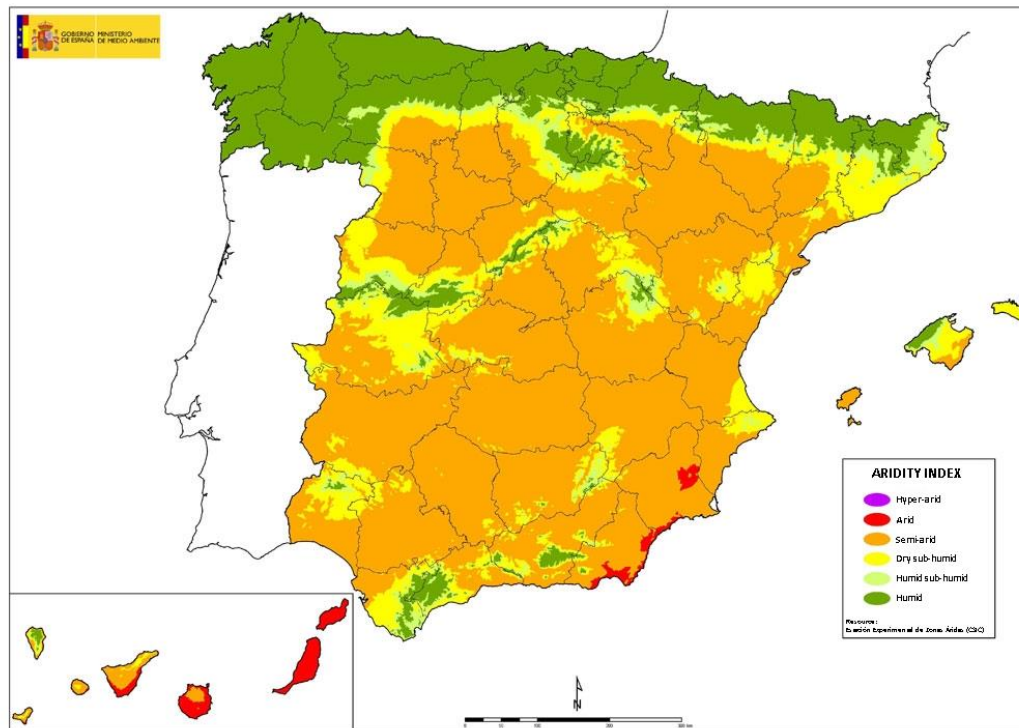 GOBIERNO
DE ESPAÑA
MINISTERIO
DE MEDIO AMBIENTE
ARIDITY INDEX
Hyper-arid
Arid
Semi-arid
Dry sub-humid
Humid sub-humid
Humid
Resource:
Estación Experimental de Zonas Áridas (CSIC)
N